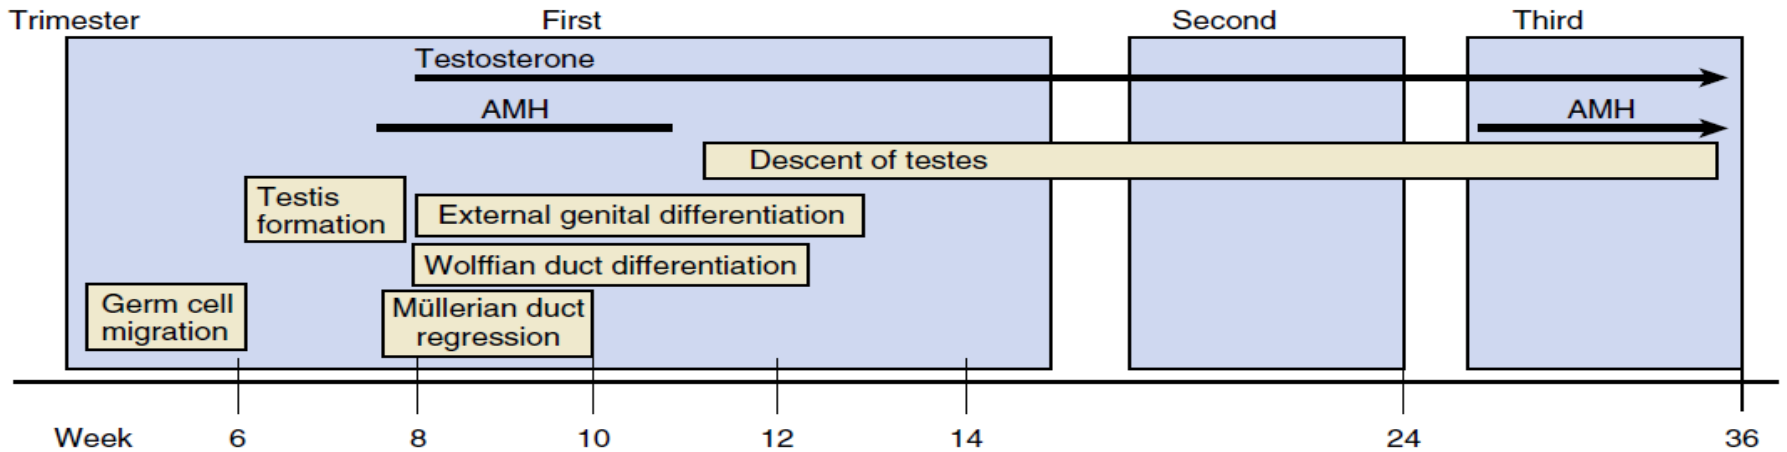 Trimester First Second Third
Testosterone
AMH AMH
Descent of testes
Testis
formation
External genital differentiation
Wolffian duct differentiation
Germ cell
migration
Müllerian duct
regression
Week 6 8 10 12 14 24 36